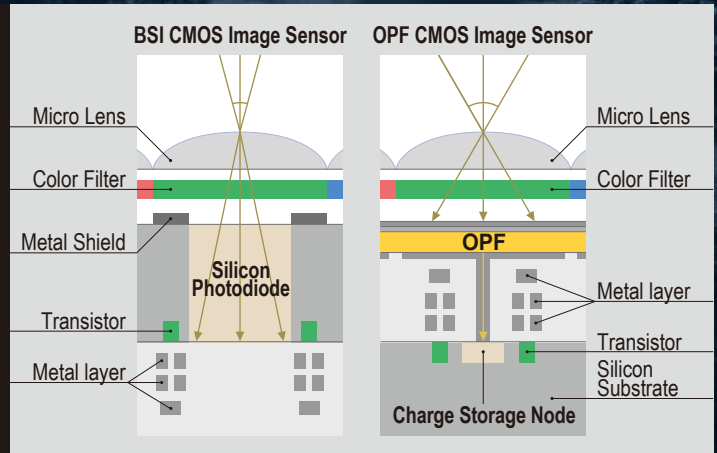 BSI CMOS Image Sensor
OPF CMOS Image Sensor
Micro Lens
Color Filter
Metal Shield
Silicon
Photodiode
Transistor
Metal layer
Micro Lens
Color Filter
OPF
Metal layer
Transistor
Silicon
Substrate
Charge Storage Node